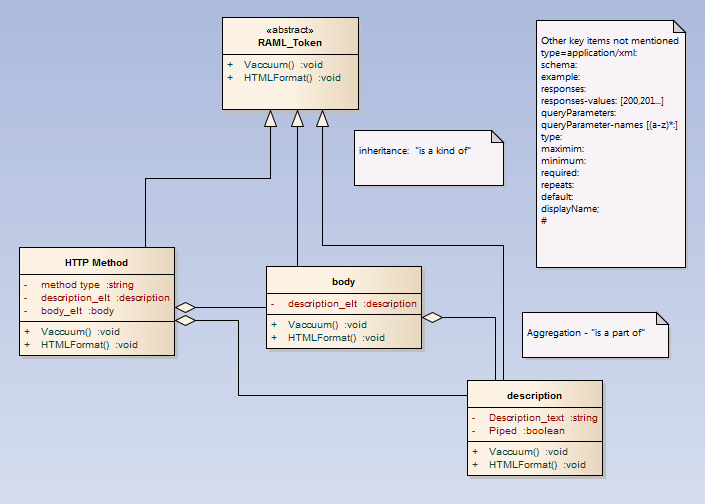 «abstract»
RAML_Token
+ Vaccuum() :void
+ HTMLFormat() :void
Other key items not mentioned
type=application/xml:
schema:
example:
responses:
responses-values: [200,201...]
queryParameters:
queryParameter-names [(a-z)*:]
type:
maximim:
minimum:
required:
repeats:
default:
displayName;
#
inheritance: "is a kind of"
HTTP Method
- method type :string
- description_elt :description
- body_elt :body
+ Vaccuum() :void
+ HTMLFormat() :void
body
- description_elt :description
+ Vaccuum() :void
+ HTMLFormat() :void
Aggregation - "is a part of"
description
- Description_text :string
- Piped :boolean
+ Vaccuum() :void
+ HTMLFormat() :void